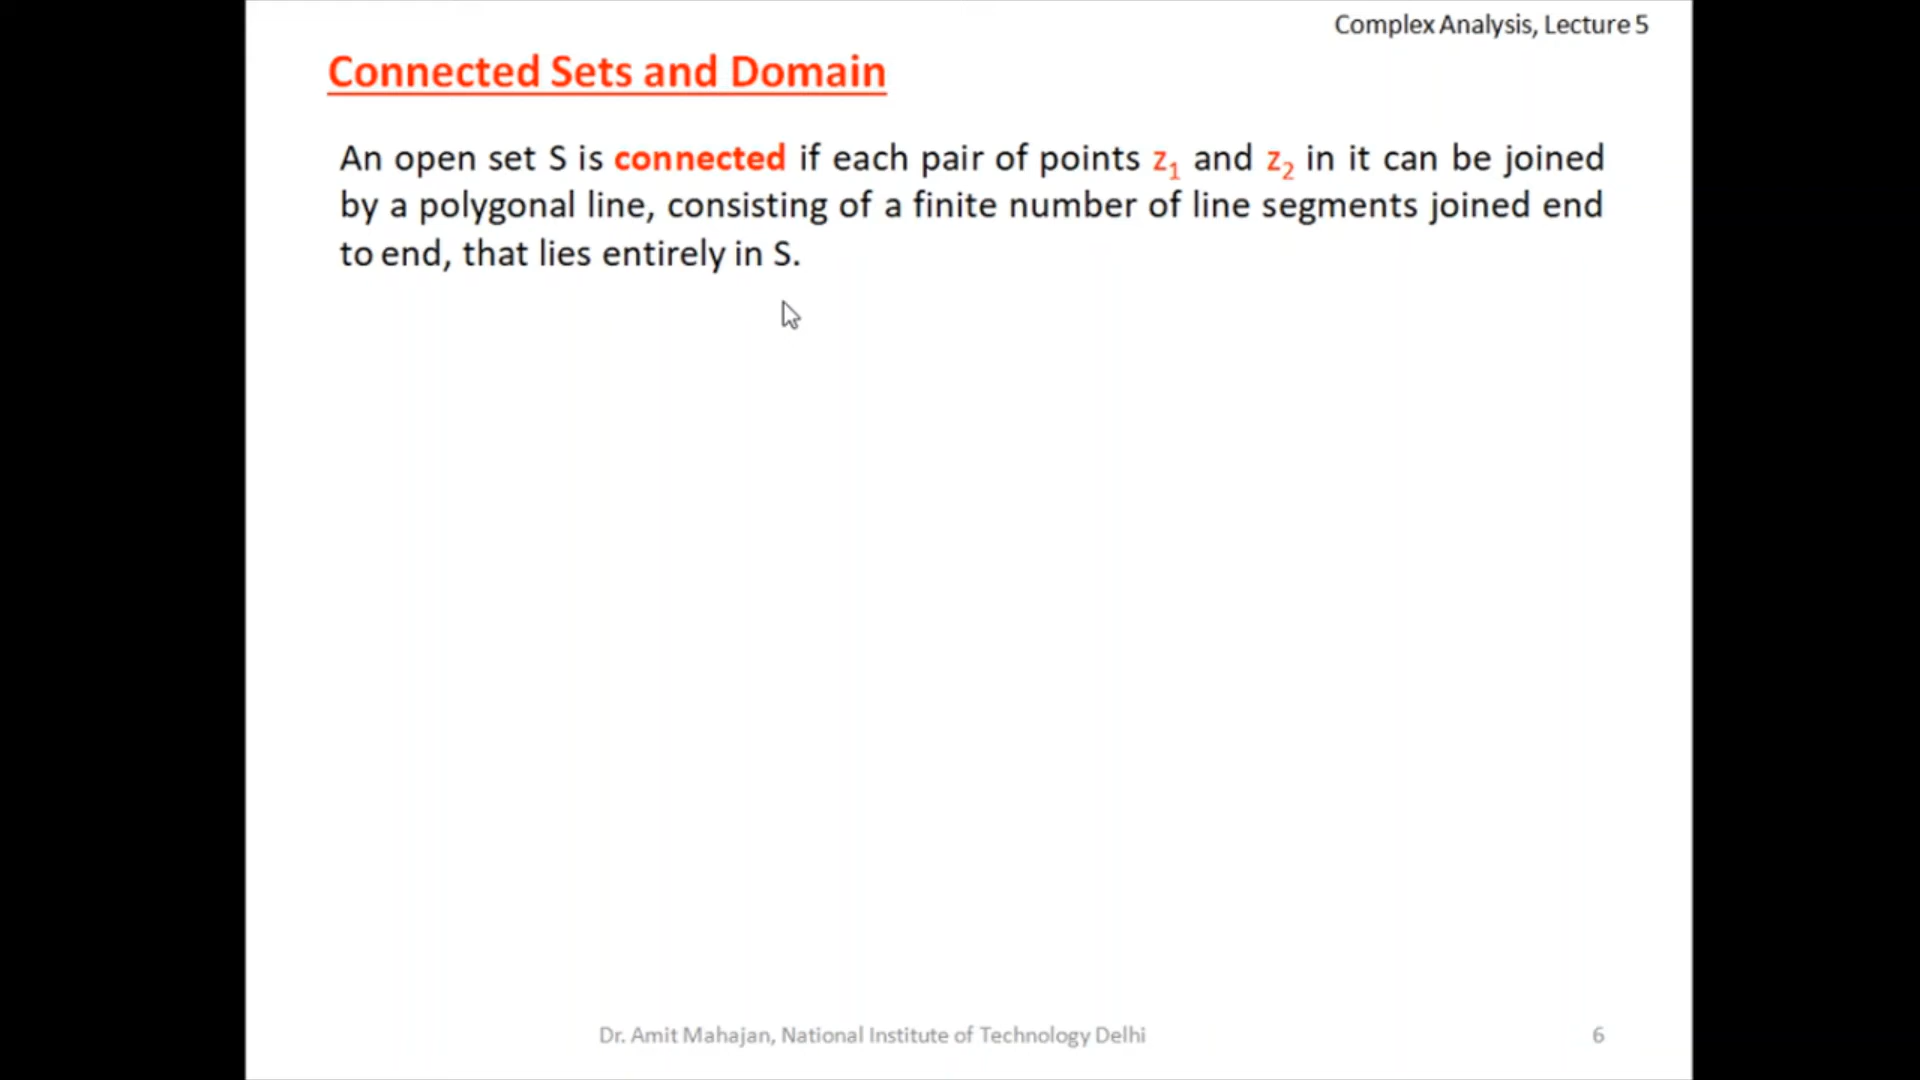 Complex Analysis, Lecture 5
Connected Sets and Domain
An open set S is connected if each pair of points z₁ and z₂ in it can be joined
by a polygonal line, consisting of a finite number of line segments joined end
to end, that lies entirely in S.
Dr. Amit Mahajan, National Institute of Technology Delhi
6